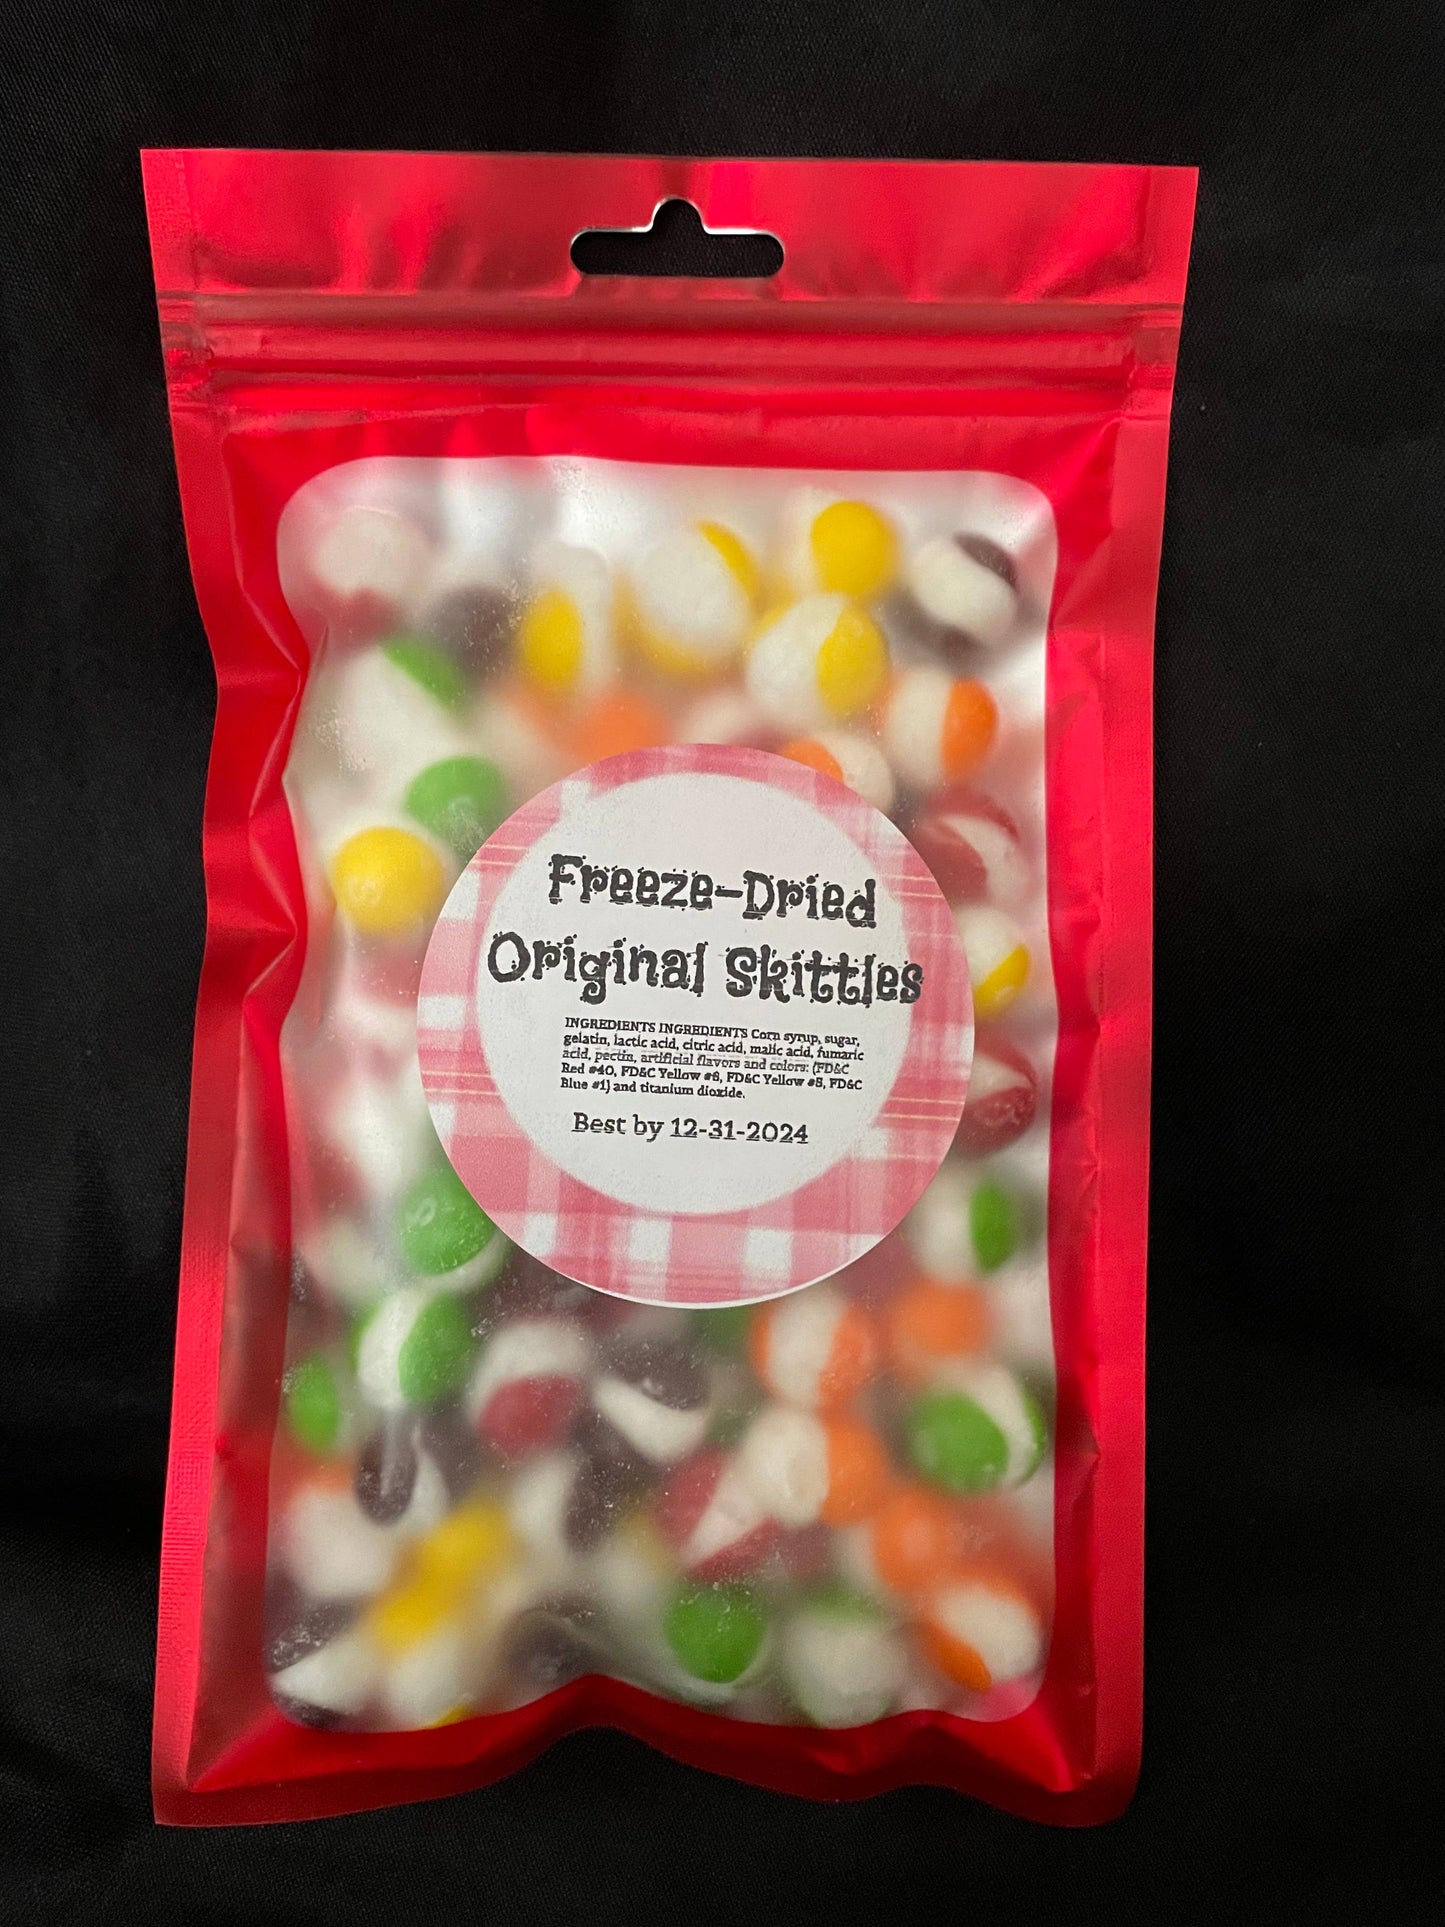 Freeze-Dried
Original Skittles
INGREDIENTS INGREDIENTS Corn syrup, sugar,
gelatin, lactic acid, citric acid, malic acid, fumaric
acid, pectin, artificial flavors and colors: (FD&C
Red #40, FD&C Yellow #6, FD&C Yellow #5, FD&C
Blue #1) and titanium dioxide.
Best by 12-31-2024